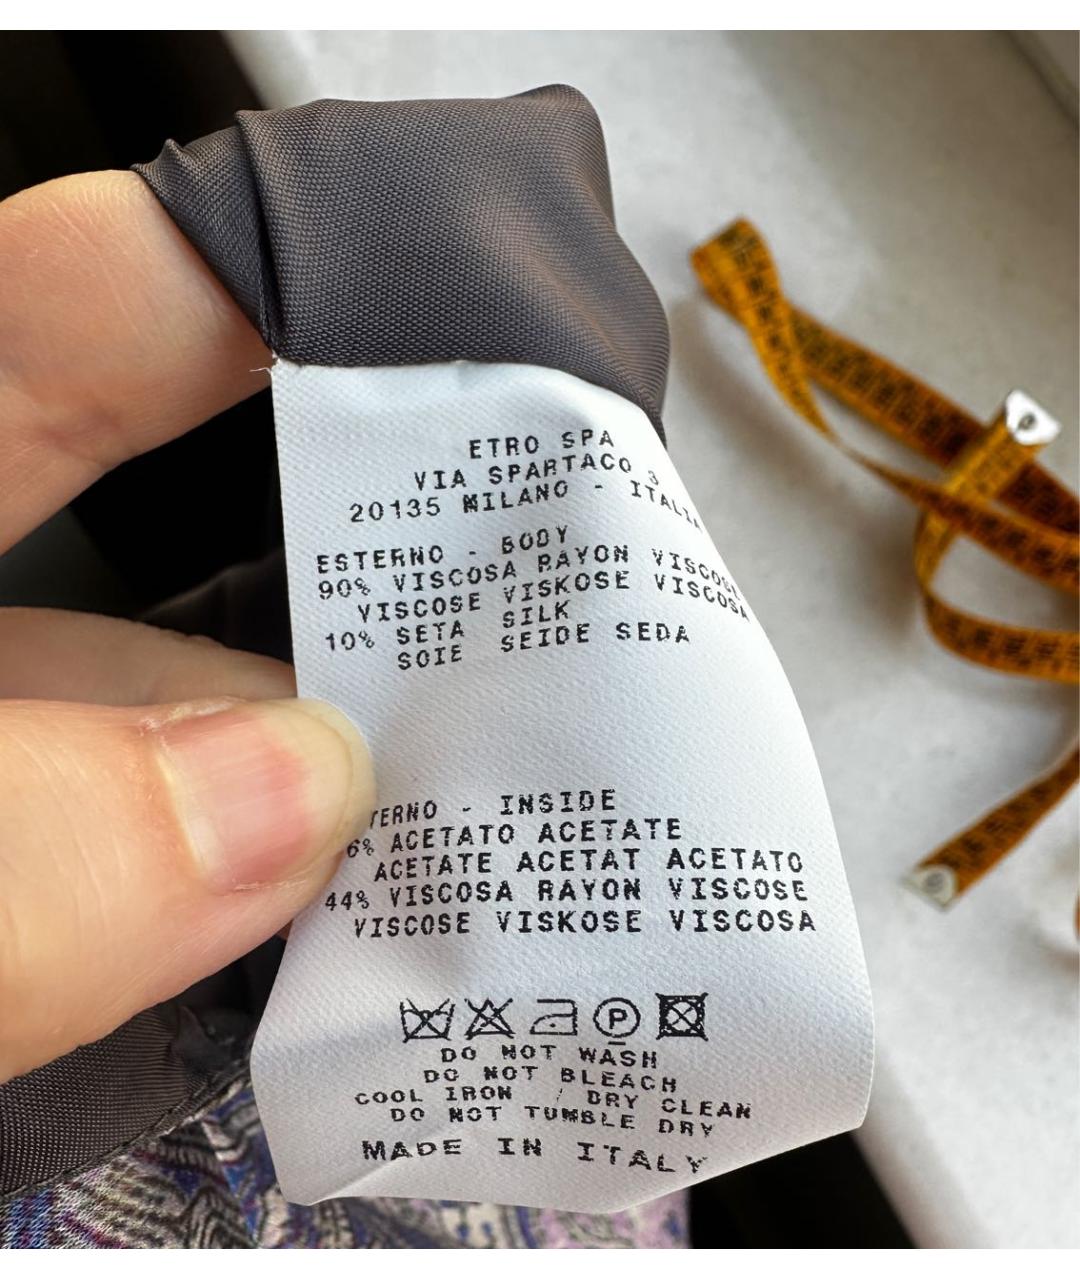 ETRO SPA
VIA SPARTACO 3
20135 MILANO - ITALIA
ESTERNO - BODY
90% VISCOSA RAYON VISCOSE
VISCOSE VISKOSE VISCOSA
10% SETA SILK
SOIE SEIDE SEDA
TERNO - INSIDE
6% ACETATO ACETATE
ACETATE ACETAT ACETATO
44% VISCOSA RAYON VISCOSE
VISCOSE VISKOSE VISCOSA
P
DO NOT WASH
DO NOT BLEACH
COOL IRON / DRY CLEAN
DO NOT TUMBLE DRY
MADE IN ITALY